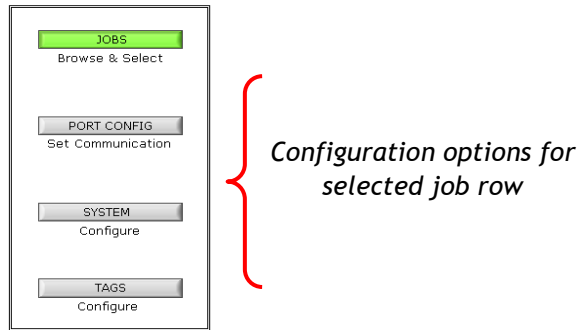 JOBS
Browse & Select
PORT CONFIG
Set Communication
SYSTEM
Configure
TAGS
Configure
Configuration options for
selected job row